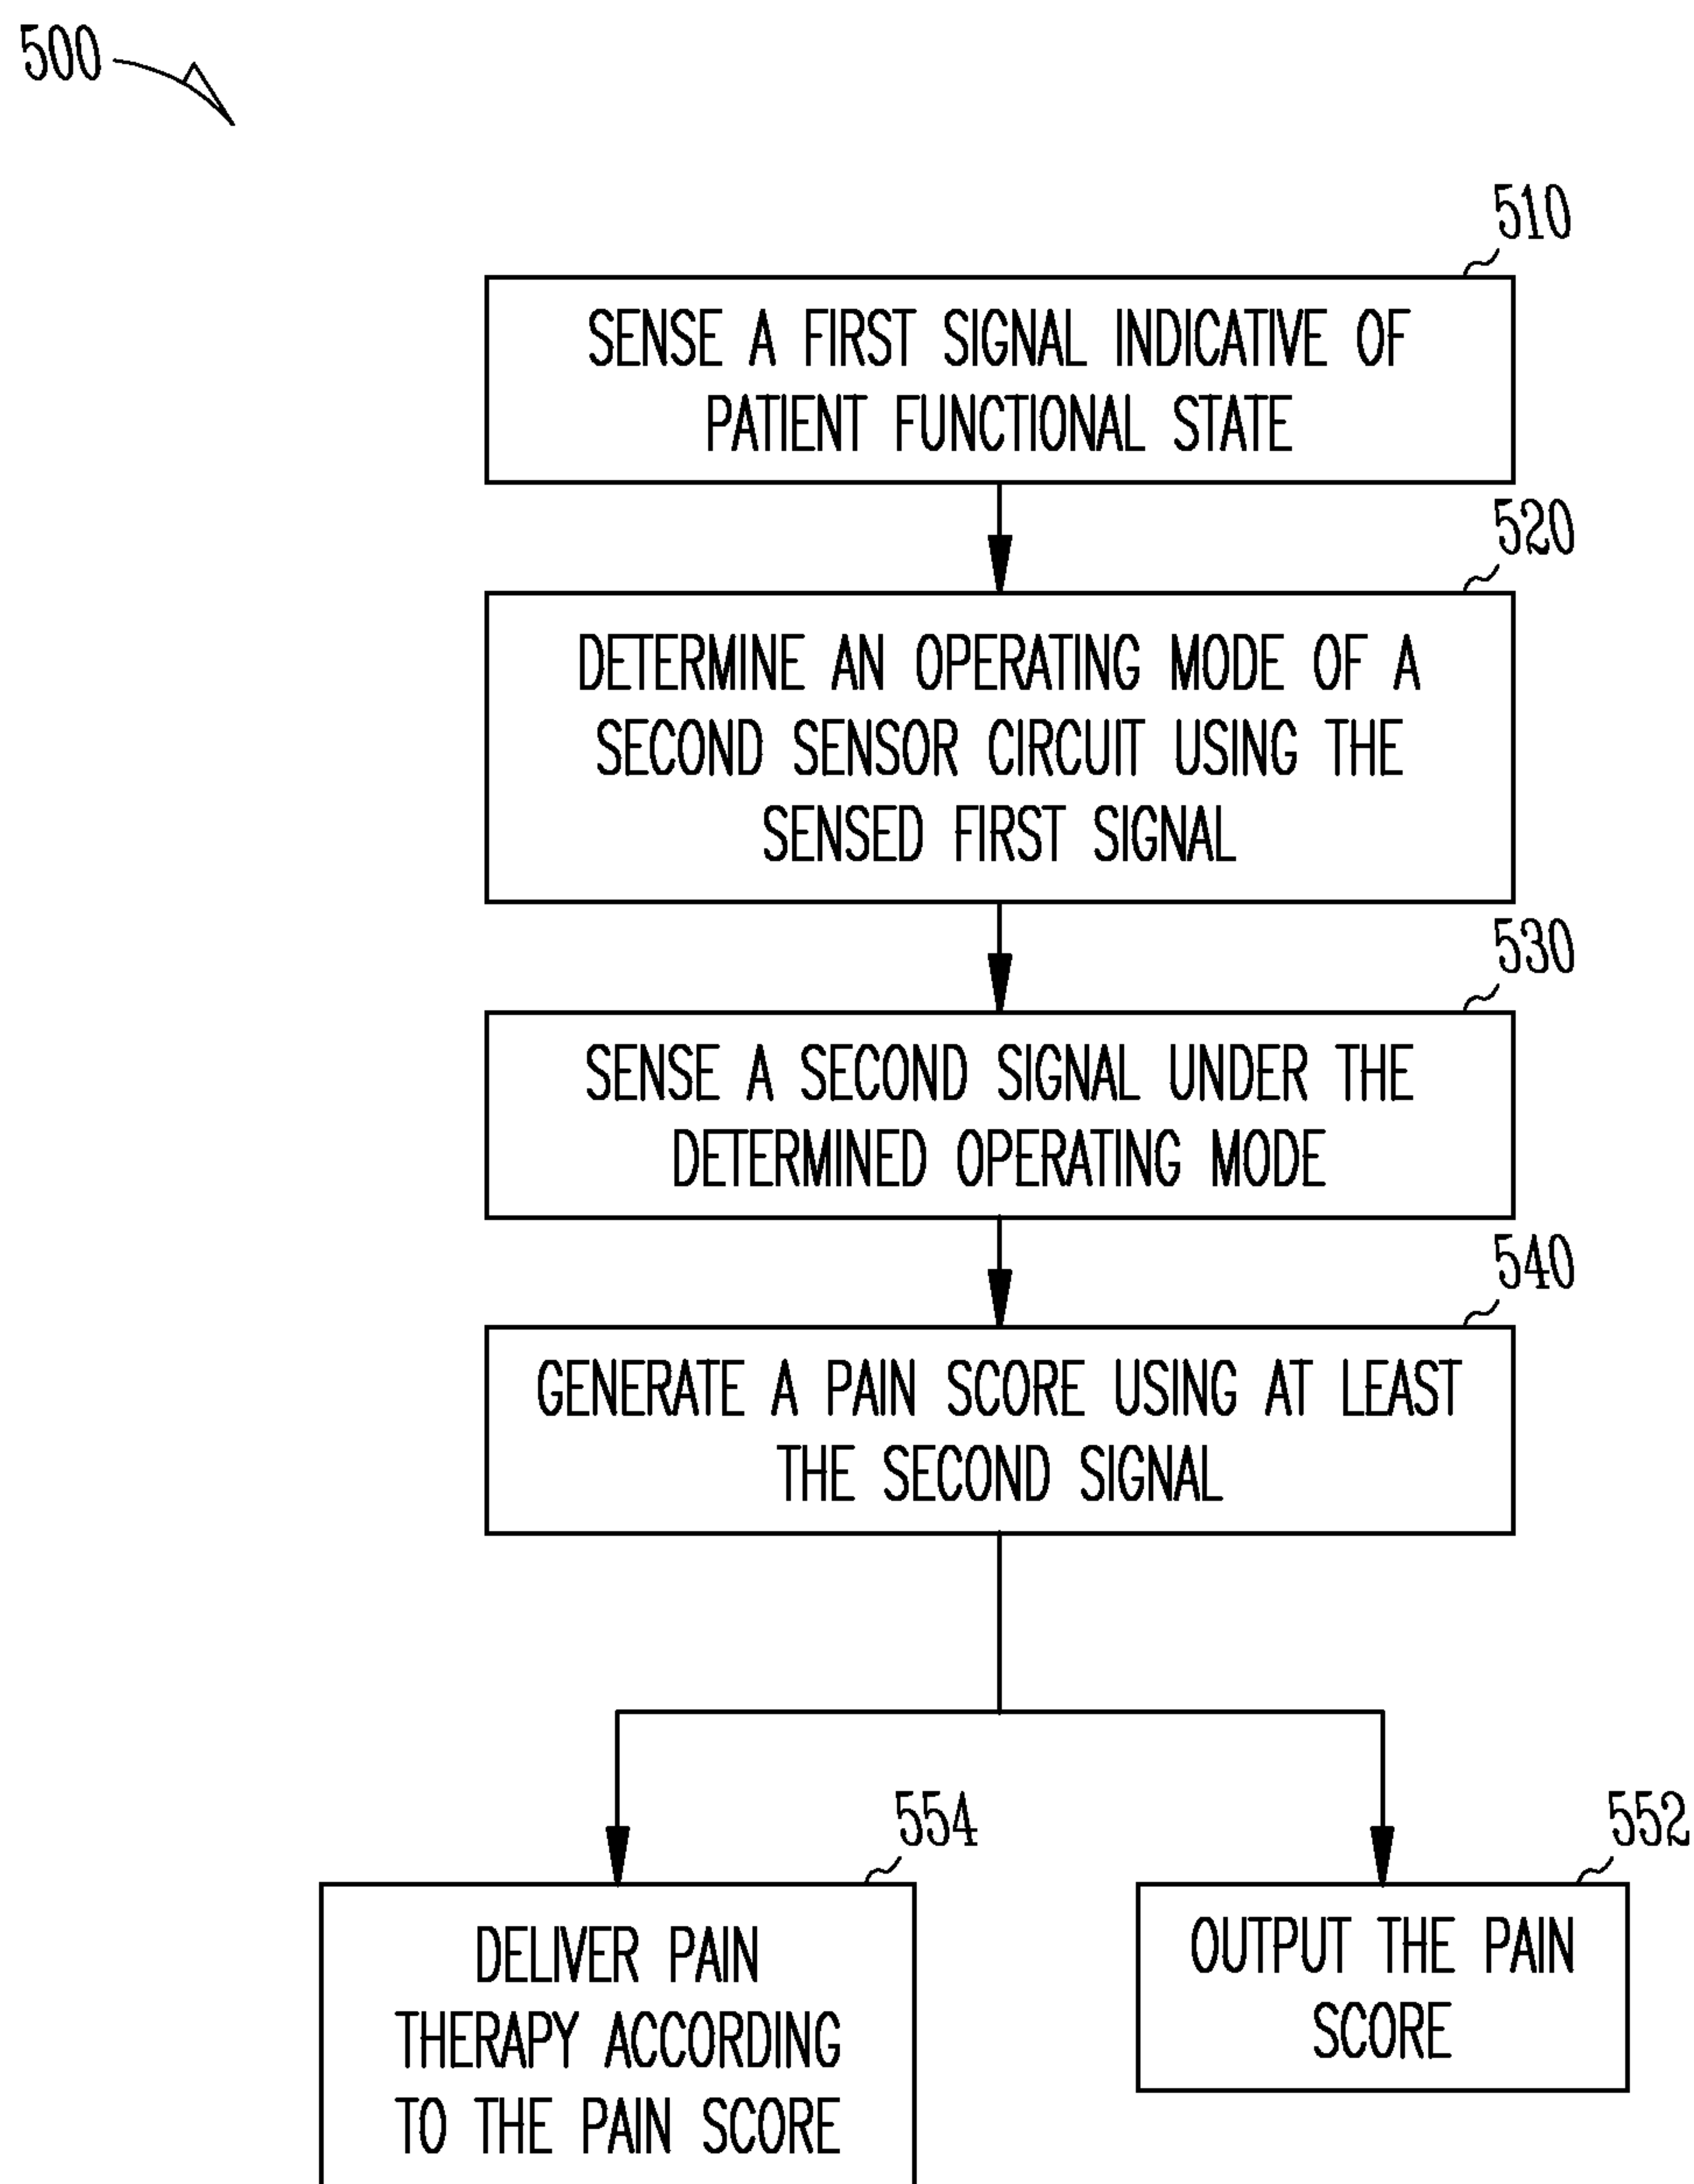 500
510
SENSE A FIRST SIGNAL INDICATIVE OF
PATIENT FUNCTIONAL STATE
520
DETERMINE AN OPERATING MODE OF A
SECOND SENSOR CIRCUIT USING THE
SENSED FIRST SIGNAL
530
SENSE A SECOND SIGNAL UNDER THE
DETERMINED OPERATING MODE
540
GENERATE A PAIN SCORE USING AT LEAST
THE SECOND SIGNAL
554
DELIVER PAIN
THERAPY ACCORDING
TO THE PAIN SCORE
552
OUTPUT THE PAIN
SCORE